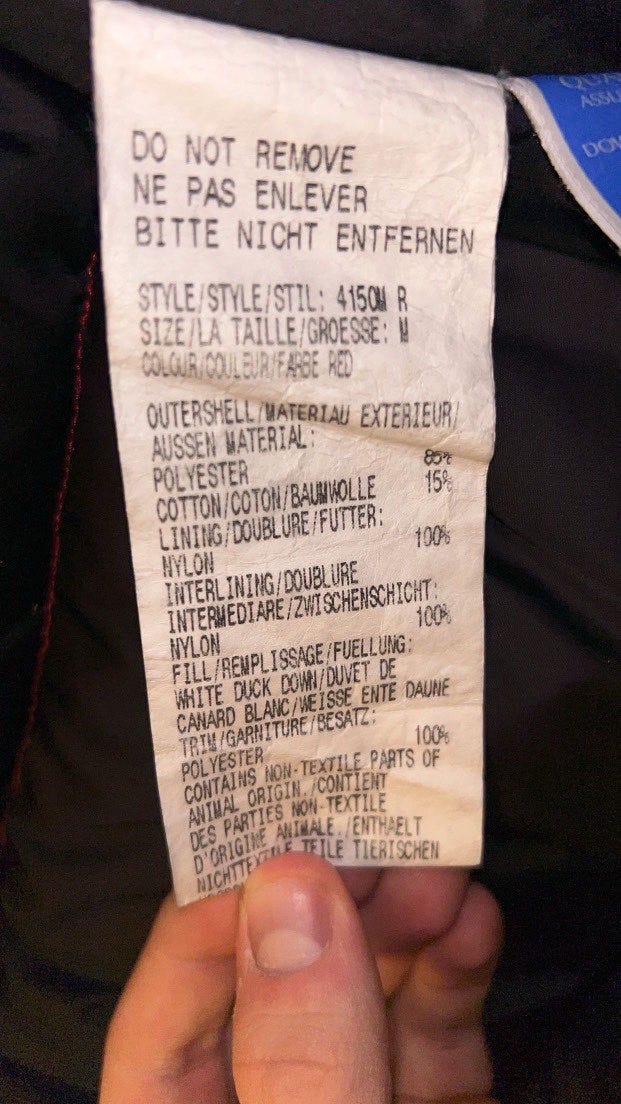 DO NOT REMOVE
NE PAS ENLEVER
BITTE NICHT ENTFERNEN
STYLE/STYLE/STIL: 4150M R
SIZE/LA TAILLE/GROESSE: M
COLOUR/COULEUR/FARBE RED
OUTERSHELL/MATERIAU EXTERIEUR/
AUSSEN MATERIAL:
POLYESTER 85%
COTTON/COTON/BAUMWOLLE 15%
LINING/DOUBLURE/FUTTER:
NYLON 100%
INTERLINING/DOUBLURE
INTERMEDIARE/ZWISCHENSCHICHT:
NYLON 100%
FILL/REMPLISSAGE/FUELLUNG:
WHITE DUCK DOWN/DUVET DE
CANARD BLANC/WEISSE ENTE DAUNE
TRIM/GARNITURE/BESATZ:
POLYESTER 100%
CONTAINS NON-TEXTILE PARTS OF
ANIMAL ORIGIN./CONTIENT
DES PARTIES NON-TEXTILE
D'ORIGINE ANIMALE./ENTHAELT
NICHTTEXTILE TEILE TIERISCHEN